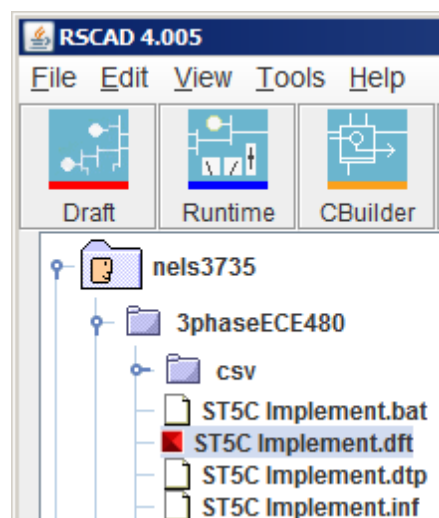 RSCAD 4.005
File Edit View Tools Help
Draft Runtime CBuilder
nels3735
3phaseECE480
csv
ST5C Implement.bat
ST5C Implement.dft
ST5C Implement.dtp
ST5C Implement.inf